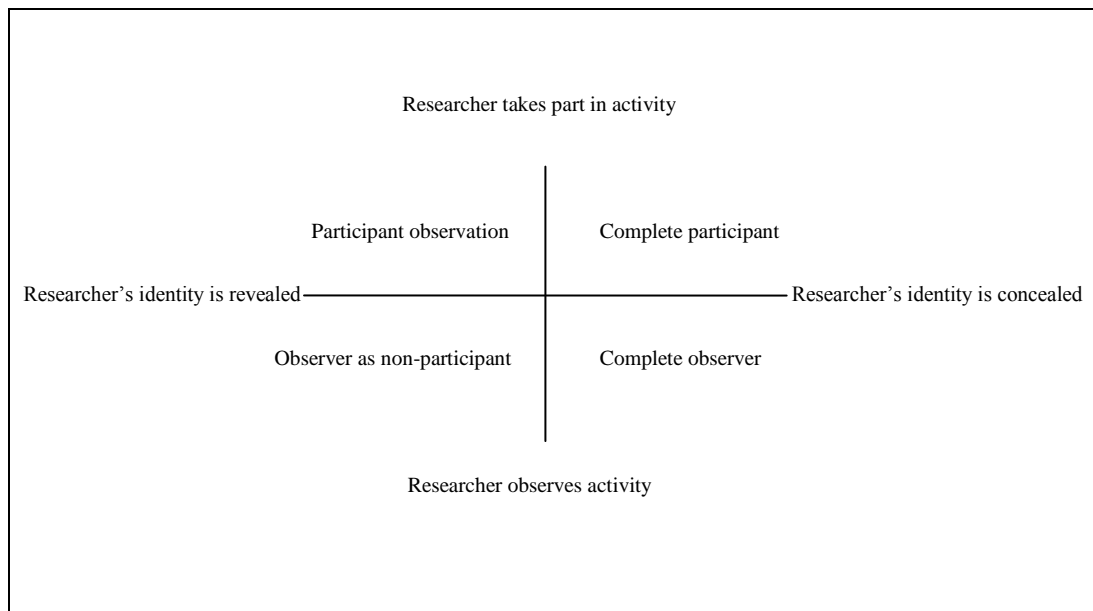 Researcher takes part in activity
Participant observation
Complete participant
Researcher’s identity is revealed
Researcher’s identity is concealed
Observer as non-participant
Complete observer
Researcher observes activity